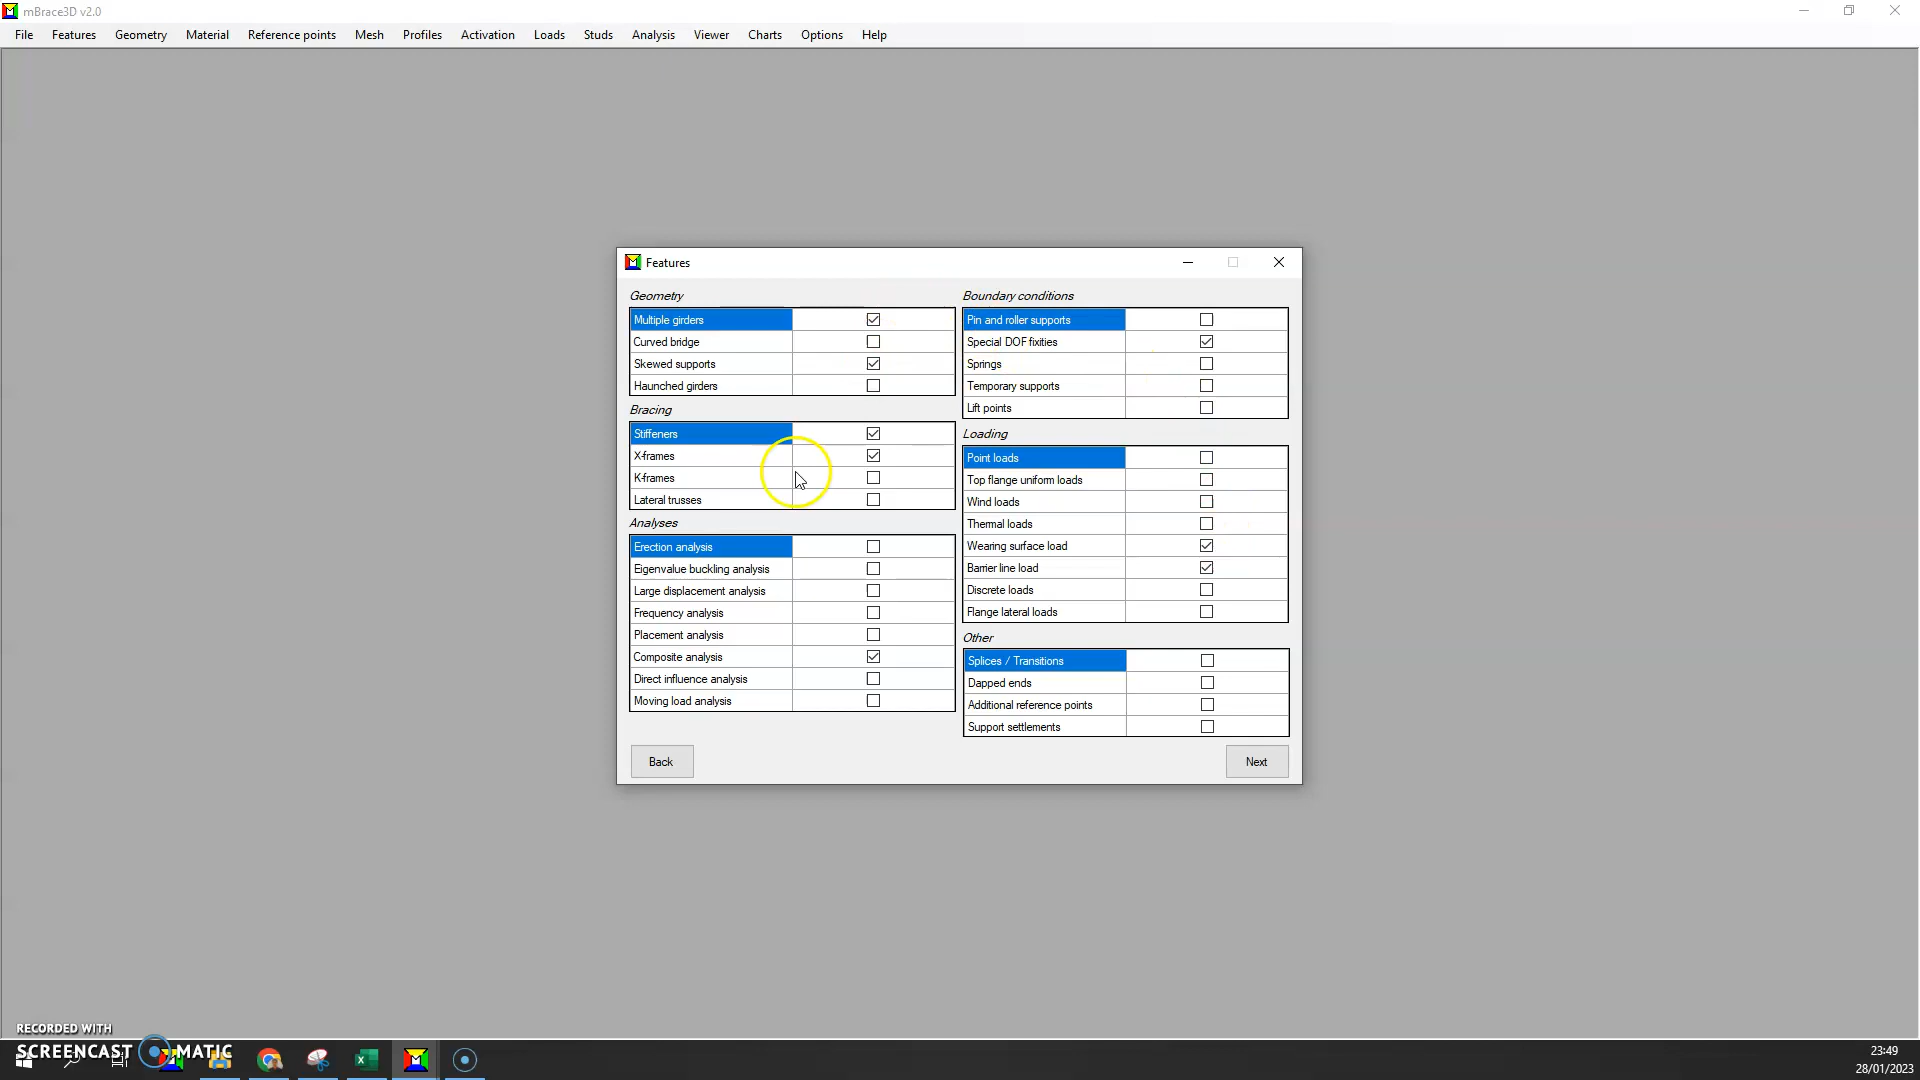 mBrace3D v2.0
File Features Geometry Material Reference points Mesh Profiles Activation Loads Studs Analysis Viewer Charts Options Help
Features
Geometry
Multiple girders
Curved bridge
Skewed supports
Haunched girders
Bracing
Stiffeners
X-frames
K-frames
Lateral trusses
Analyses
Erection analysis
Eigenvalue buckling analysis
Large displacement analysis
Frequency analysis
Placement analysis
Composite analysis
Direct influence analysis
Moving load analysis
Boundary conditions
Pin and roller supports
Special DOF fixities
Springs
Temporary supports
Lift points
Loading
Point loads
Top flange uniform loads
Wind loads
Thermal loads
Wearing surface load
Barrier line load
Discrete loads
Flange lateral loads
Other
Splices / Transitions
Dapped ends
Additional reference points
Support settlements
Back
Next
RECORDED WITH
SCREENCAST MATIC
23:49
28/01/2023